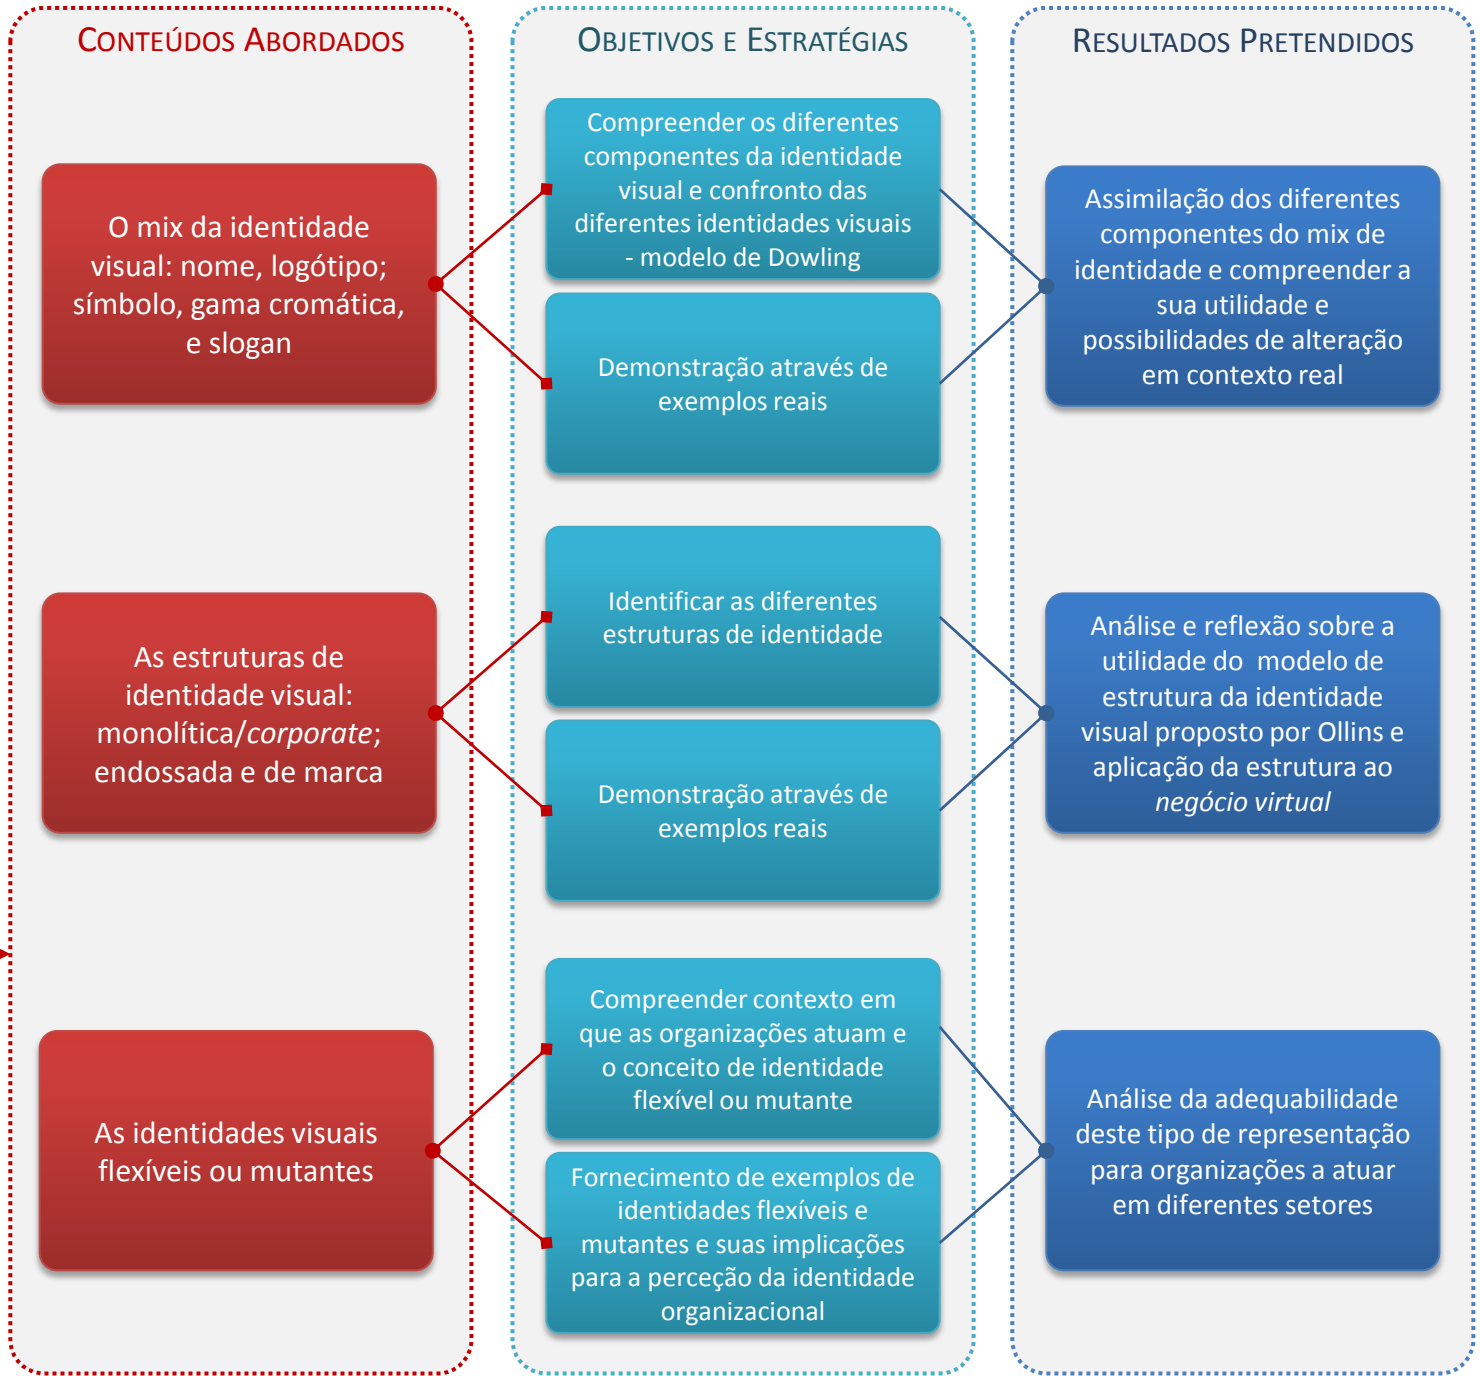 CONTEÚDOS ABORDADOS
O mix da identidade
visual: nome, logótipo;
símbolo, gama cromática,
e slogan
As estruturas de
identidade visual:
monolítica/corporate;
endossada e de marca
As identidades visuais
flexíveis ou mutantes
OBJETIVOS E ESTRATÉGIAS
Compreender os diferentes
componentes da identidade
visual e confronto das
diferentes identidades visuais
- modelo de Dowling
Demonstração através de
exemplos reais
Identificar as diferentes
estruturas de identidade
Demonstração através de
exemplos reais
Compreender contexto em
que as organizações atuam e
o conceito de identidade
flexível ou mutante
Fornecimento de exemplos de
identidades flexíveis e
mutantes e suas implicações
para a perceção da identidade
organizacional
RESULTADOS PRETENDIDOS
Assimilação dos diferentes
componentes do mix de
identidade e compreender a
sua utilidade e
possibilidades de alteração
em contexto real
Análise e reflexão sobre a
utilidade do modelo de
estrutura da identidade
visual proposto por Ollins e
aplicação da estrutura ao
negócio virtual
Análise da adequabilidade
deste tipo de representação
para organizações a atuar
em diferentes setores